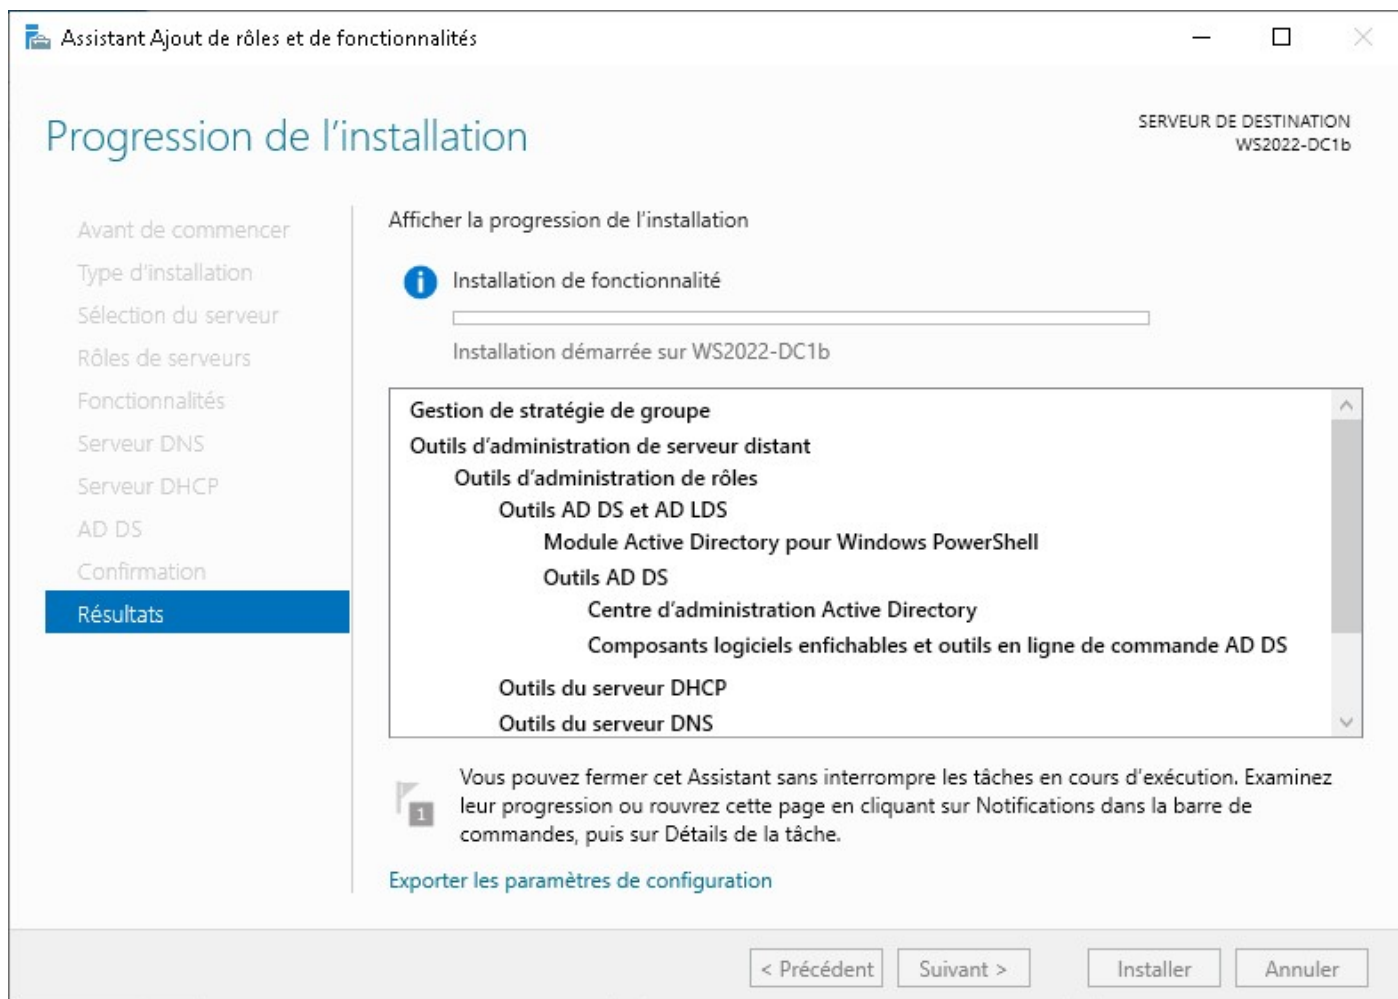 Assistant Ajout de rôles et de fonctionnalités
Progression de l'installation
SERVEUR DE DESTINATION
WS2022-DC1b
Avant de commencer
Type d'installation
Sélection du serveur
Rôles de serveurs
Fonctionnalités
Serveur DNS
Serveur DHCP
AD DS
Confirmation
Résultats
Afficher la progression de l'installation
Installation de fonctionnalité
Installation démarrée sur WS2022-DC1b
Gestion de stratégie de groupe
Outils d'administration de serveur distant
Outils d'administration de rôles
Outils AD DS et AD LDS
Module Active Directory pour Windows PowerShell
Outils AD DS
Centre d'administration Active Directory
Composants logiciels enfichables et outils en ligne de commande AD DS
Outils du serveur DHCP
Outils du serveur DNS
1
Vous pouvez fermer cet Assistant sans interrompre les tâches en cours d'exécution. Examinez
leur progression ou rouvrez cette page en cliquant sur Notifications dans la barre de
commandes, puis sur Détails de la tâche.
Exporter les paramètres de configuration
< Précédent
Suivant >
Installer
Annuler